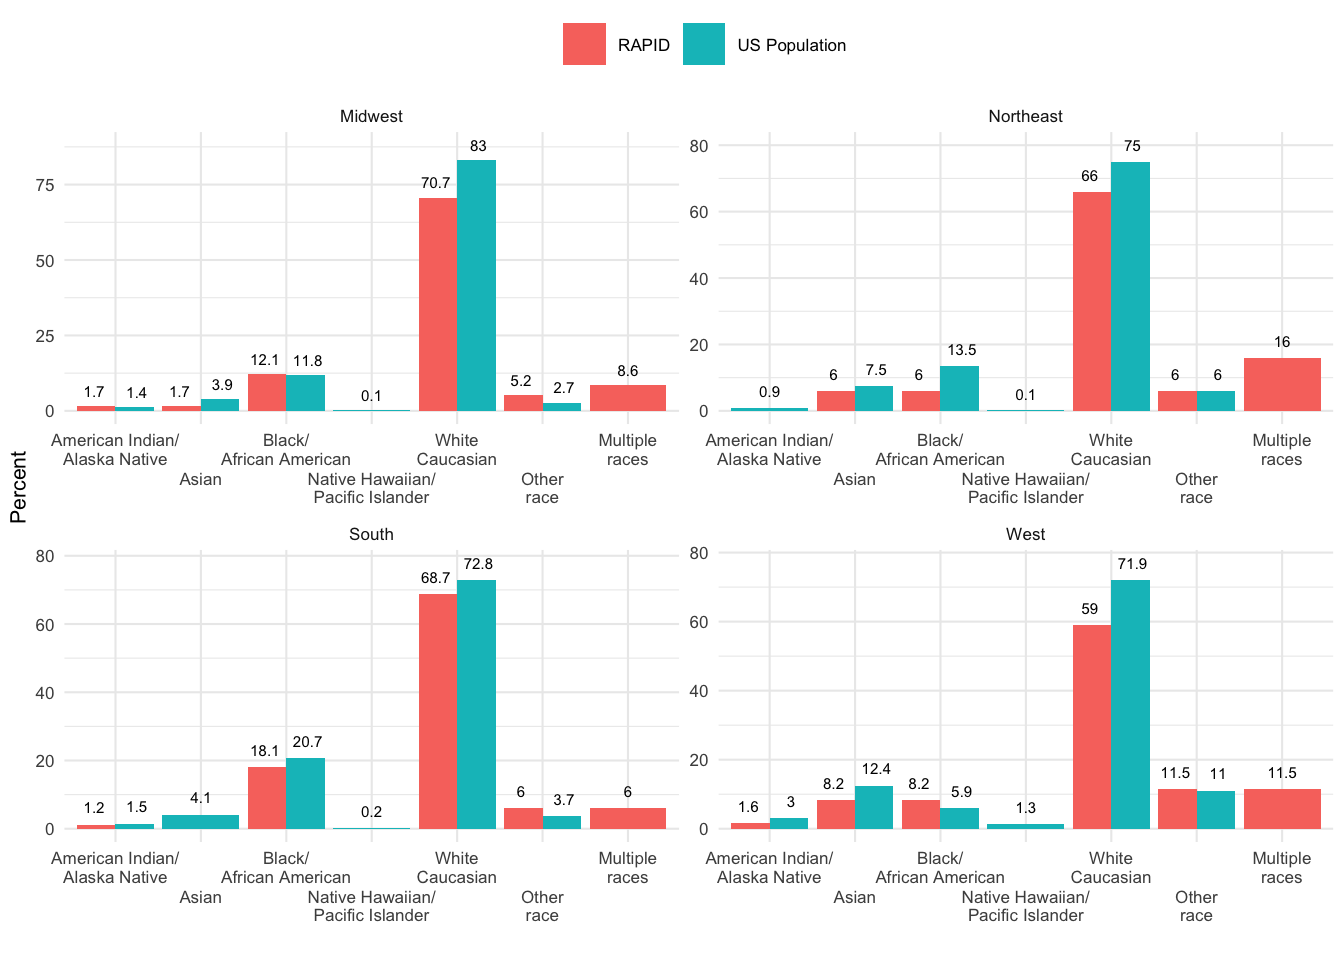 RAPID US Population
Midwest
75
50
25
0
1.7 1.4 1.7 3.9 12.1 11.8 0.1 70.7 83 5.2 2.7 8.6
American Indian/ Black/ White Multiple
Alaska Native African American Caucasian races
Asian Native Hawaiian/ Other
Pacific Islander race
Northeast
80
60
40
20
0
0.9 6 7.5 6 13.5 0.1 66 75 6 6 16
American Indian/ Black/ White Multiple
Alaska Native African American Caucasian races
Asian Native Hawaiian/ Other
Pacific Islander race
Percent
South
80
60
40
20
0
1.2 1.5 4.1 18.1 20.7 0.2 68.7 72.8 6 3.7 6
American Indian/ Black/ White Multiple
Alaska Native African American Caucasian races
Asian Native Hawaiian/ Other
Pacific Islander race
West
80
60
40
20
0
1.6 3 8.2 12.4 8.2 5.9 1.3 59 71.9 11.5 11 11.5
American Indian/ Black/ White Multiple
Alaska Native African American Caucasian races
Asian Native Hawaiian/ Other
Pacific Islander race